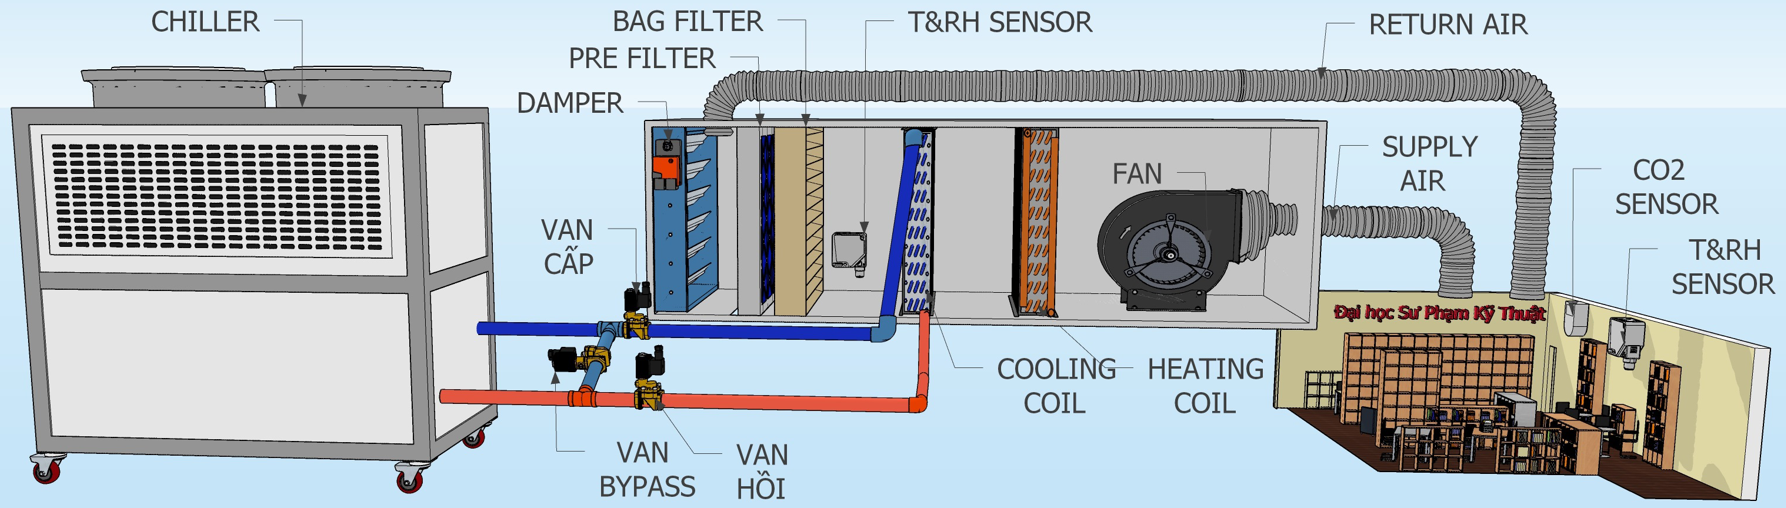 CHILLER
BAG FILTER
T&RH SENSOR
RETURN AIR
PRE FILTER
DAMPER
SUPPLY
AIR
FAN
CO2
SENSOR
VAN
CẤP
T&RH
SENSOR
Đại học Sư Phạm Kỹ Thuật
COOLING
COIL
HEATING
COIL
VAN
BYPASS
VAN
HỒI